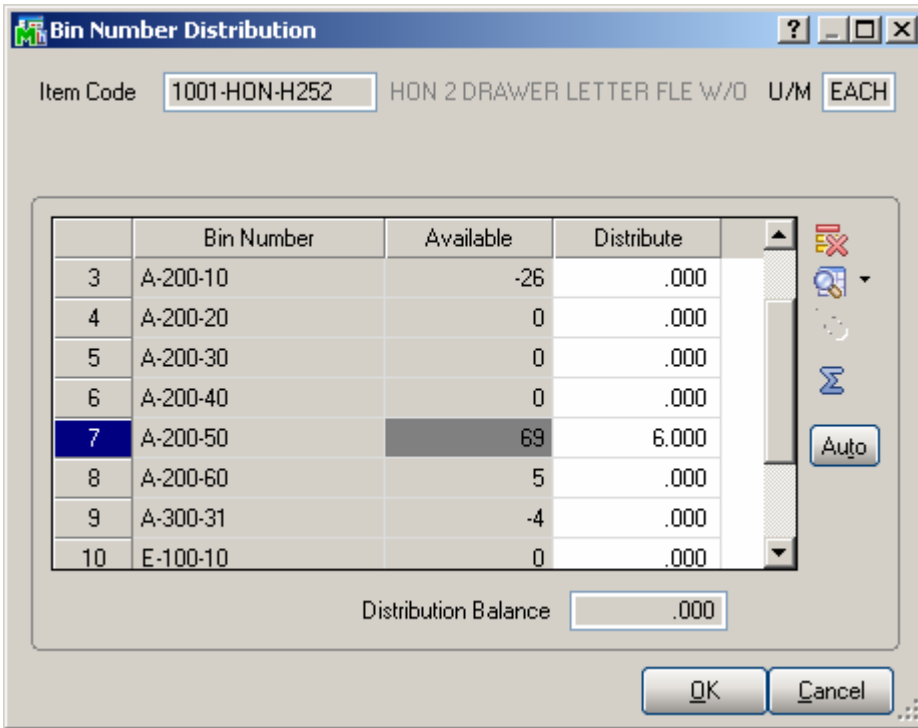 Bin Number Distribution
Item Code 1001-HON-H252 HON 2 DRAWER LETTER FLE W/O U/M EACH
Bin Number Available Distribute
3 A-200-10 -26 .000
4 A-200-20 0 .000
5 A-200-30 0 .000
6 A-200-40 0 .000
7 A-200-50 69 6.000
8 A-200-60 5 .000
9 A-300-31 -4 .000
10 E-100-10 0 .000
Auto
Distribution Balance .000
OK Cancel